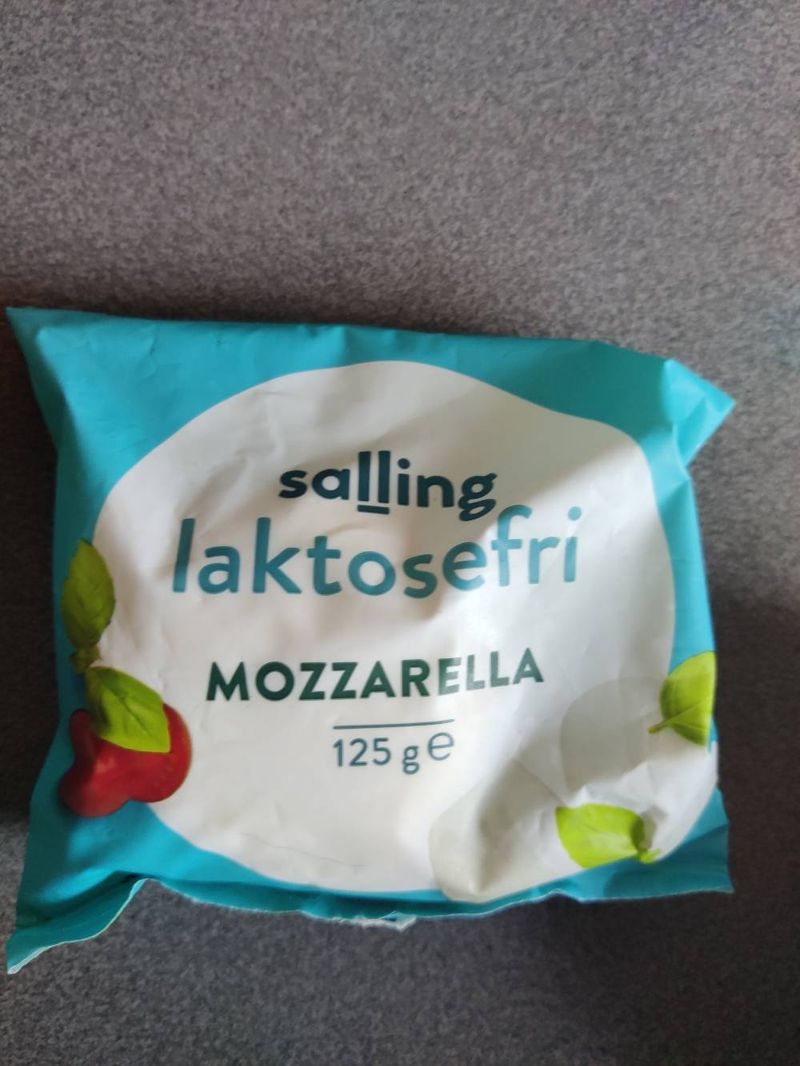 salling
laktosefri
MOZZARELLA
125 g e